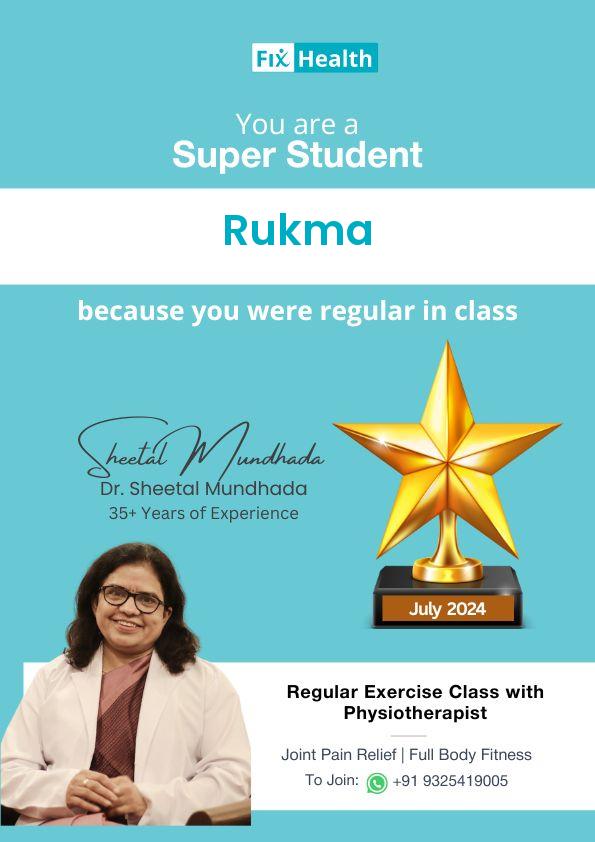 Fix Health
You are a
Super Student
Rukma
because you were regular in class
Sheetal Mundhada
Dr. Sheetal Mundhada
35+ Years of Experience
July 2024
Regular Exercise Class with
Physiotherapist
Joint Pain Relief | Full Body Fitness
To Join: +91 9325419005